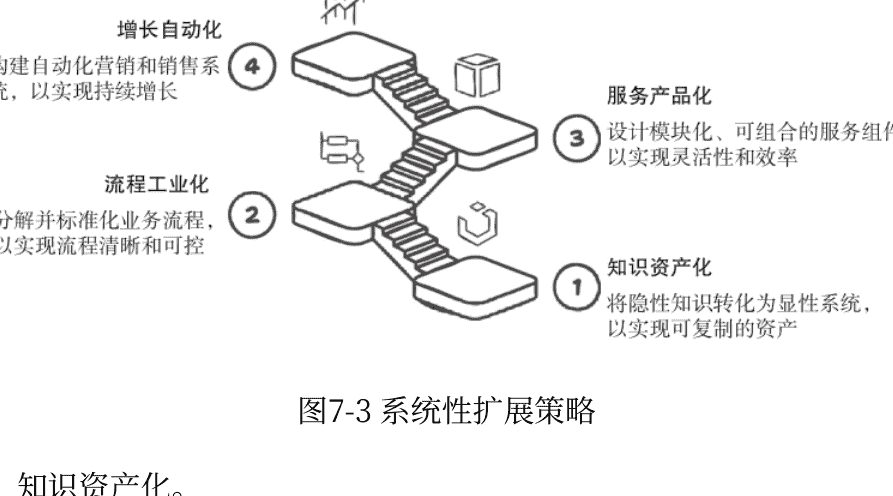 增长自动化
构建自动化营销和销售系
统，以实现持续增长
4
服务产品化
3
设计模块化、可组合的服务组件
以实现灵活性和效率
流程工业化
2
分解并标准化业务流程，
以实现流程清晰和可控
知识资产化
1
将隐性知识转化为显性系统，
以实现可复制的资产
图7-3 系统性扩展策略
知识资产化。